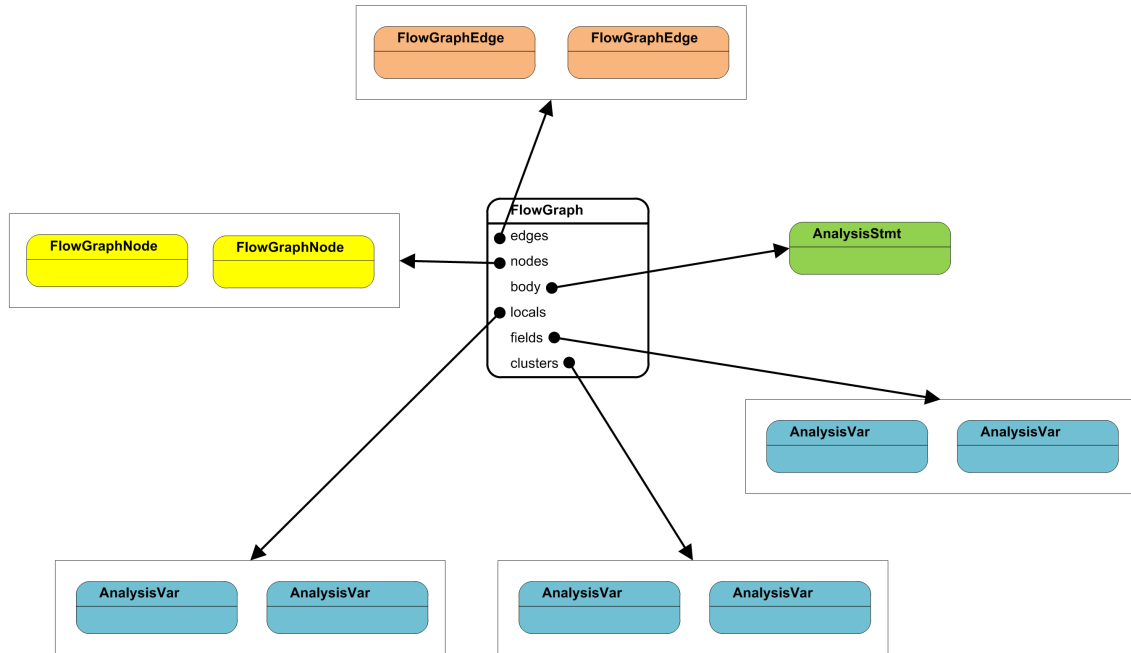 FlowGraphEdge FlowGraphEdge
FlowGraph
edges
nodes
body
locals
fields
clusters
FlowGraphNode FlowGraphNode
AnalysisStmt
AnalysisVar AnalysisVar
AnalysisVar AnalysisVar
AnalysisVar AnalysisVar